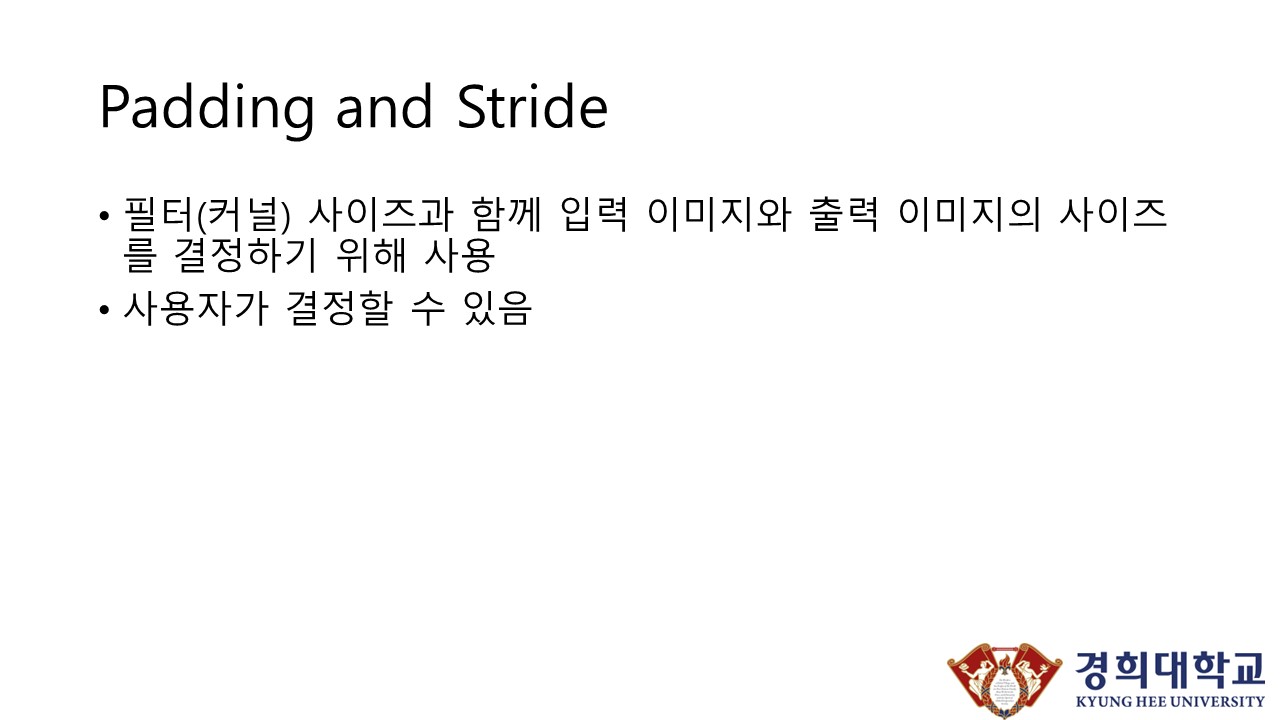 Padding and Stride
• 필터(커널) 사이즈과 함께 입력 이미지와 출력 이미지의 사이즈
를 결정하기 위해 사용
• 사용자가 결정할 수 있음
경희대학교
KYUNG HEE UNIVERSITY